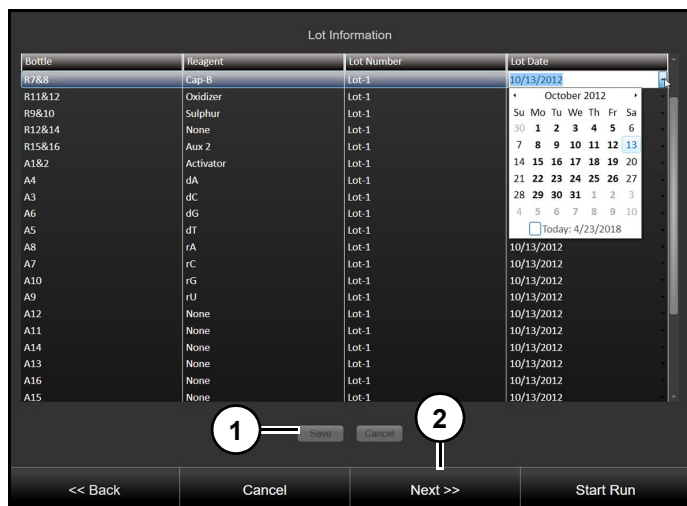 Lot Information
Bottle Reagent Lot Number Lot Date
R7&8 Cap-B Lot-1 10/13/2012
R11&12 Oxidizer Lot-1
R9&10 Sulphur Lot-1
R12&14 None Lot-1
R15&16 Aux 2 Lot-1
A1&2 Activator Lot-1
A4 dA Lot-1
A3 dC Lot-1
A6 dG Lot-1
A5 dT Lot-1
October 2012
Su Mo Tu We Th Fr Sa
30 1 2 3 4 5 6
7 8 9 10 11 12 13
14 15 16 17 18 19 20
21 22 23 24 25 26 27
28 29 30 31 1 2 3
4 5 6 7 8 9 10
Today: 4/23/2018
A8 rA Lot-1 10/13/2012
A7 rC Lot-1 10/13/2012
A10 rG Lot-1 10/13/2012
A9 rU Lot-1 10/13/2012
A12 None Lot-1 10/13/2012
A11 None Lot-1 10/13/2012
A14 None Lot-1 10/13/2012
A13 None Lot-1 10/13/2012
A16 None Lot-1 10/13/2012
A15 None Lot-1 10/13/2012
1 2
Save Cancel
<< Back Cancel Next >> Start Run